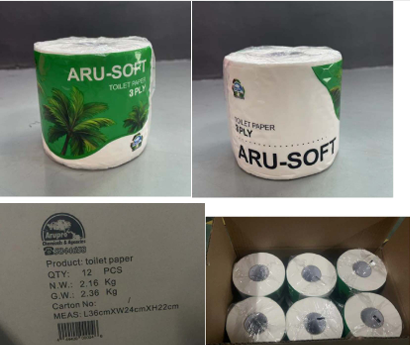 ARU-SOFT
TOILET PAPER
3 PLY
TOILET PAPER
3 PLY
ARU-SOFT
Product: toilet paper
QTY: 12 PCS
N.W.: 2.16 Kg
G.W.: 2.36 Kg
Carton No: /
MEAS: L36cmXW24cmXH22cm